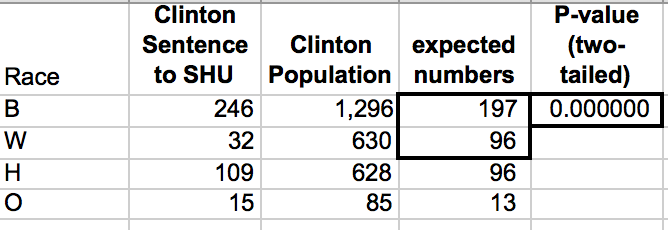 Clinton P-value
Sentence Clinton expected (two-
Race to SHU Population numbers tailed)
B 246 1,296 197 0.000000
W 32 630 96
H 109 628 96
O 15 85 13